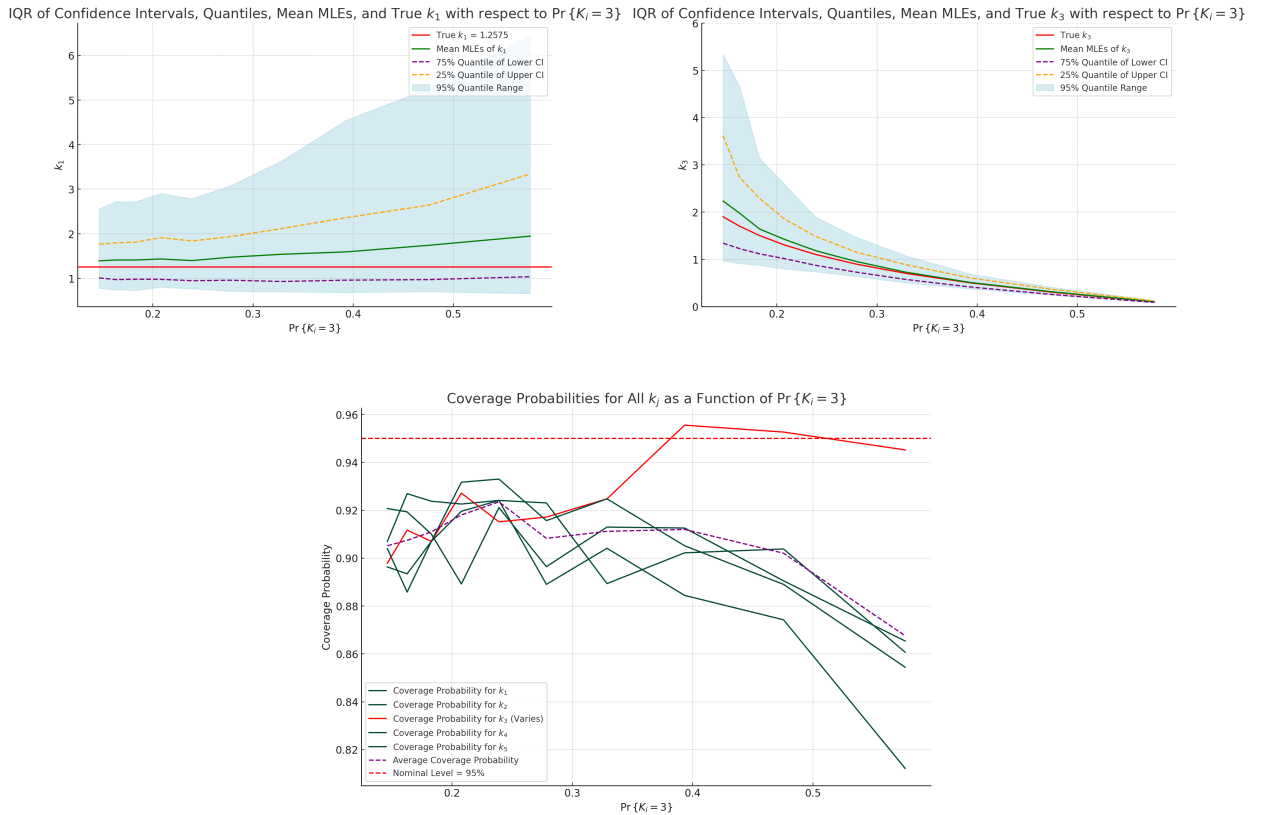 IQR of Confidence Intervals, Quantiles, Mean MLEs, and True k₁ with respect to Pr{Kᵢ = 3}
6
5
4
3
2
1
k₁
True k₁ = 1.2575
Mean MLEs of k₁
75% Quantile of Lower CI
25% Quantile of Upper CI
95% Quantile Range
0.2 0.3 0.4 0.5
Pr{Kᵢ = 3}
IQR of Confidence Intervals, Quantiles, Mean MLEs, and True k₃ with respect to Pr{Kᵢ = 3}
6
5
4
3
2
1
0
k₃
True k₃
Mean MLEs of k₃
75% Quantile of Lower CI
25% Quantile of Upper CI
95% Quantile Range
0.2 0.3 0.4 0.5
Pr{Kᵢ = 3}
Coverage Probabilities for All kⱼ as a Function of Pr{Kᵢ = 3}
0.96
0.94
0.92
0.90
0.88
0.86
0.84
0.82
Coverage Probability
Coverage Probability for k₁
Coverage Probability for k₂
Coverage Probability for k₃ (Varies)
Coverage Probability for k₄
Coverage Probability for k₅
Average Coverage Probability
Nominal Level = 95%
0.2 0.3 0.4 0.5
Pr{Kᵢ = 3}